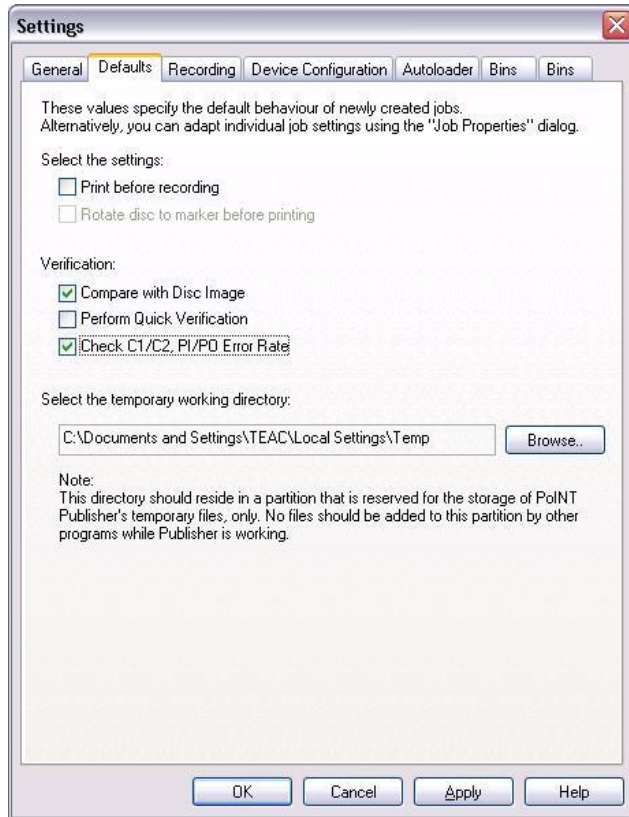 Settings
General Defaults Recording Device Configuration Autoloader Bins Bins
These values specify the default behaviour of newly created jobs.
Alternatively, you can adapt individual job settings using the "Job Properties" dialog.
Select the settings:
Print before recording
Rotate disc to marker before printing
Verification:
Compare with Disc Image
Perform Quick Verification
Check C1/C2, PI/PO Error Rate
Select the temporary working directory:
C:\Documents and Settings\TEAC\Local Settings\Temp
Browse..
Note:
This directory should reside in a partition that is reserved for the storage of PoINT
Publisher's temporary files, only. No files should be added to this partition by other
programs while Publisher is working.
OK Cancel Apply Help